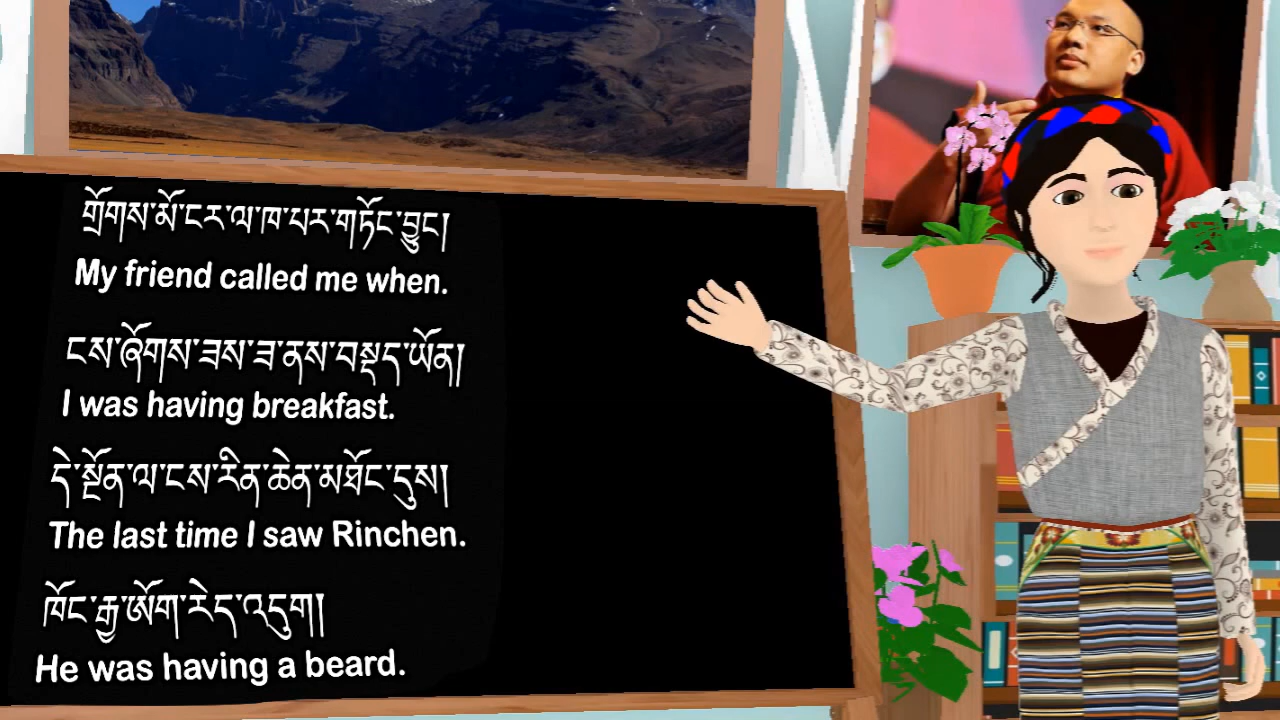 གྲོགས་མོ་ངར་ལ་ཁ་པར་གཏོང་བྱུང།
My friend called me when.
ངས་ཞོགས་ཟས་ཟ་ནས་བསྡད་ཡོན།
I was having breakfast.
དེ་སྔོན་ལ་ངས་རིན་ཆེན་མཐོང་དུས།
The last time I saw Rinchen.
ཁོང་རྒྱ་ཨོག་རེད་འདུག།
He was having a beard.